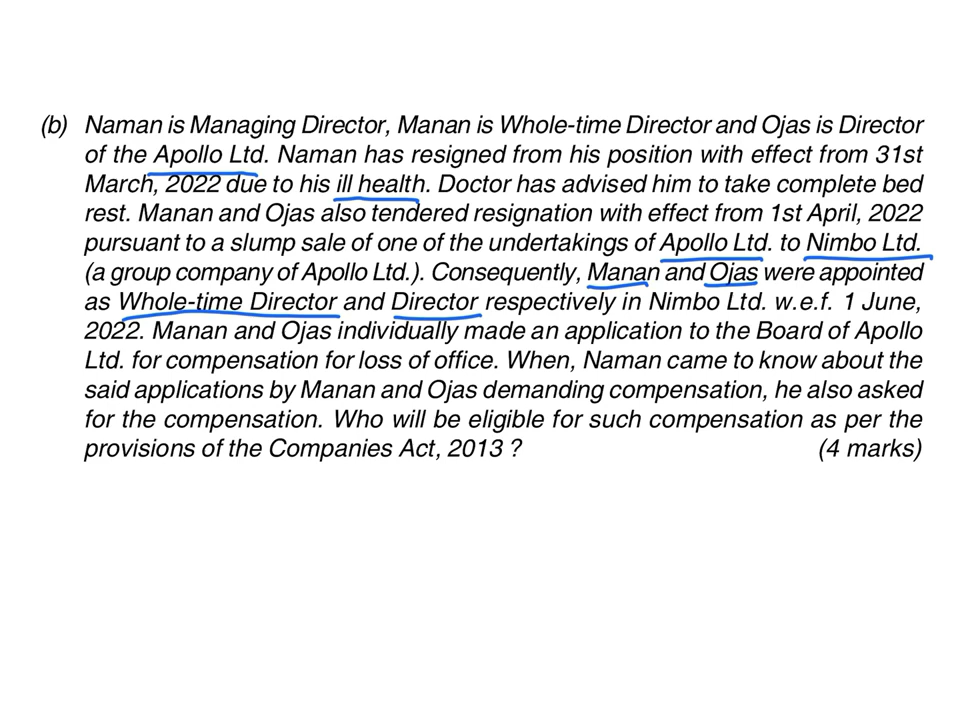 (b) Naman is Managing Director, Manan is Whole-time Director and Ojas is Director
of the Apollo Ltd. Naman has resigned from his position with effect from 31st
March, 2022 due to his ill health. Doctor has advised him to take complete bed
rest. Manan and Ojas also tendered resignation with effect from 1st April, 2022
pursuant to a slump sale of one of the undertakings of Apollo Ltd. to Nimbo Ltd.
(a group company of Apollo Ltd.). Consequently, Manan and Ojas were appointed
as Whole-time Director and Director respectively in Nimbo Ltd. w.e.f. 1 June,
2022. Manan and Ojas individually made an application to the Board of Apollo
Ltd. for compensation for loss of office. When, Naman came to know about the
said applications by Manan and Ojas demanding compensation, he also asked
for the compensation. Who will be eligible for such compensation as per the
provisions of the Companies Act, 2013 ? (4 marks)